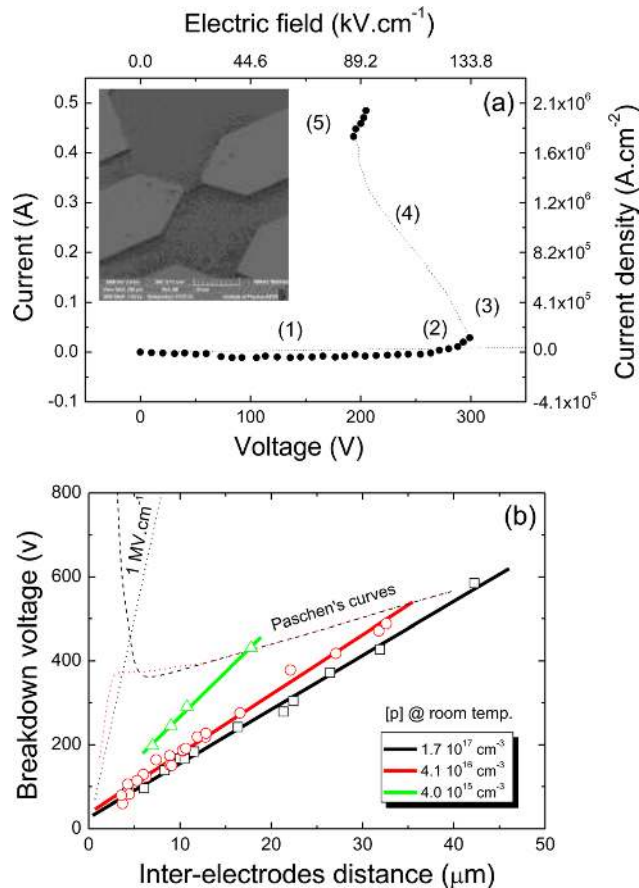 Electric field (kV.cm⁻¹)
0.0 44.6 89.2 133.8
(a)
0.5
0.4
0.3
0.2
0.1
0.0
-0.1
Current (A)
2.1x10⁶
1.6x10⁶
1.2x10⁶
8.2x10⁵
4.1x10⁵
0.0
-4.1x10⁵
Current density (A.cm⁻²)
(5)
(4)
(3)
(1) (2)
0 100 200 300
Voltage (V)
(b)
800
600
400
200
0
Breakdown voltage (v)
1 MV.cm⁻¹
Paschen's curves
[p] @ room temp.
1.7 10¹⁷ cm⁻³
4.1 10¹⁶ cm⁻³
4.0 10¹⁵ cm⁻³
0 10 20 30 40 50
Inter-electrodes distance (μm)